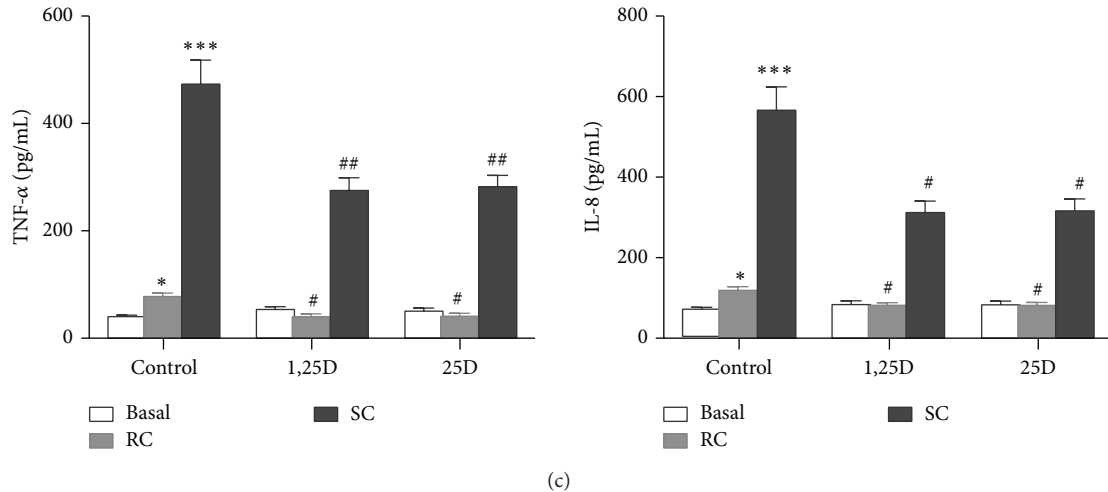 600
400
200
0
TNF-α (pg/mL)
***
*
##
#
##
#
Control
1,25D
25D
Basal
RC
SC
800
600
400
200
0
IL-8 (pg/mL)
***
*
#
#
#
#
Control
1,25D
25D
Basal
RC
SC
(c)